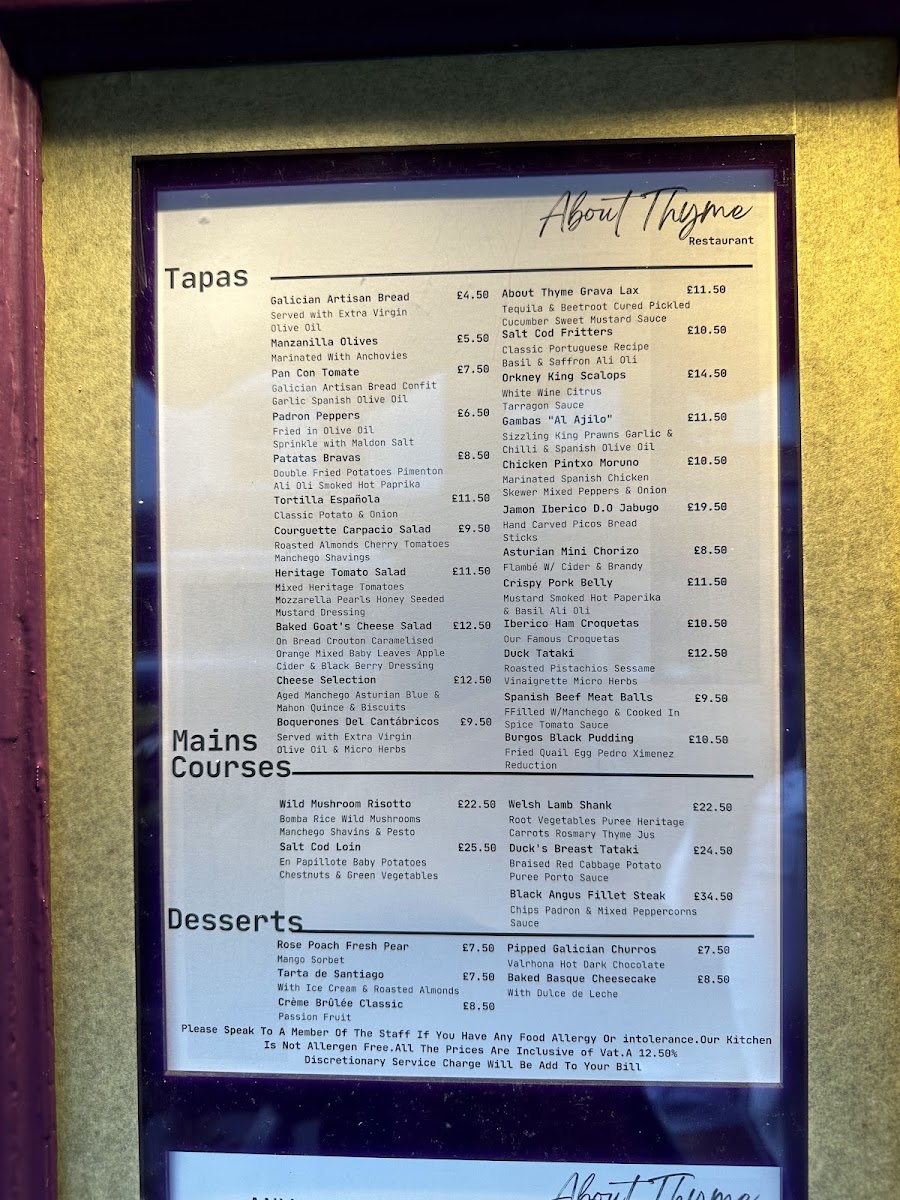 About Thyme
Restaurant
Tapas
Galician Artisan Bread £4.50
Served with Extra Virgin
Olive Oil
Manzanilla Olives £5.50
Marinated With Anchovies
Pan Con Tomate £7.50
Galician Artisan Bread Confit
Garlic Spanish Olive Oil
Padron Peppers £6.50
Fried in Olive Oil
Sprinkle with Maldon Salt
Patatas Bravas £8.50
Double Fried Potatoes Pimenton
Ali Oli Smoked Hot Paprika
Tortilla Española £11.50
Classic Potato & Onion
Courguette Carpacio Salad £9.50
Roasted Almonds Cherry Tomatoes
Manchego Shavings
Heritage Tomato Salad £11.50
Mixed Heritage Tomatoes
Mozzarella Pearls Honey Seeded
Mustard Dressing
Baked Goat's Cheese Salad £12.50
On Bread Crouton Caramelised
Orange Mixed Baby Leaves Apple
Cider & Black Berry Dressing
Cheese Selection £12.50
Aged Manchego Asturian Blue &
Mahon Quince & Biscuits
Boquerones Del Cantábricos £9.50
Served with Extra Virgin
Olive Oil & Micro Herbs
About Thyme Grava Lax £11.50
Tequila & Beetroot Cured Pickled
Cucumber Sweet Mustard Sauce
Salt Cod Fritters £10.50
Classic Portuguese Recipe
Basil & Saffron Ali Oli
Orkney King Scalops £14.50
White Wine Citrus
Tarragon Sauce
Gambas "Al Ajilo" £11.50
Sizzling King Prawns Garlic &
Chilli & Spanish Olive Oil
Chicken Pintxo Moruno £10.50
Marinated Spanish Chicken
Skewer Mixed Peppers & Onion
Jamon Iberico D.O Jabugo £19.50
Hand Carved Picos Bread
Sticks
Asturian Mini Chorizo £8.50
Flambé W/ Cider & Brandy
Crispy Pork Belly £11.50
Mustard Smoked Hot Paperika
& Basil Ali Oli
Iberico Ham Croquetas £10.50
Our Famous Croquetas
Duck Tataki £12.50
Roasted Pistachios Sessame
Vinaigrette Micro Herbs
Spanish Beef Meat Balls £9.50
FFilled W/Manchego & Cooked In
Spice Tomato Sauce
Burgos Black Pudding £10.50
Fried Quail Egg Pedro Ximenez
Reduction
Mains
Courses
Wild Mushroom Risotto £22.50
Bomba Rice Wild Mushrooms
Manchego Shavins & Pesto
Salt Cod Loin £25.50
En Papillote Baby Potatoes
Chestnuts & Green Vegetables
Welsh Lamb Shank £22.50
Root Vegetables Puree Heritage
Carrots Rosmary Thyme Jus
Duck's Breast Tataki £24.50
Braised Red Cabbage Potato
Puree Porto Sauce
Black Angus Fillet Steak £34.50
Chips Padron & Mixed Peppercorns
Sauce
Desserts
Rose Poach Fresh Pear £7.50
Mango Sorbet
Tarta de Santiago £7.50
With Ice Cream & Roasted Almonds
Crème Brûlée Classic £8.50
Passion Fruit
Pipped Galician Churros £7.50
Valrhona Hot Dark Chocolate
Baked Basque Cheesecake £8.50
With Dulce de Leche
Please Speak To A Member Of The Staff If You Have Any Food Allergy Or intolerance.Our Kitchen
Is Not Allergen Free.All The Prices Are Inclusive of Vat.A 12.50%
Discretionary Service Charge Will Be Add To Your Bill
About Thyme